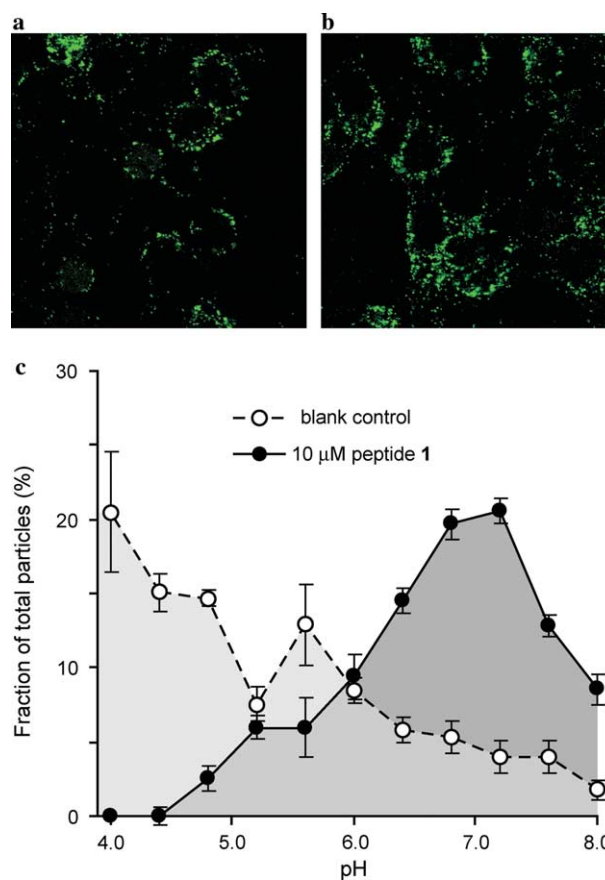 a
b
c
30
20
10
0
Fraction of total particles (%)
blank control
10 μM peptide 1
4.0 5.0 6.0 7.0 8.0
pH